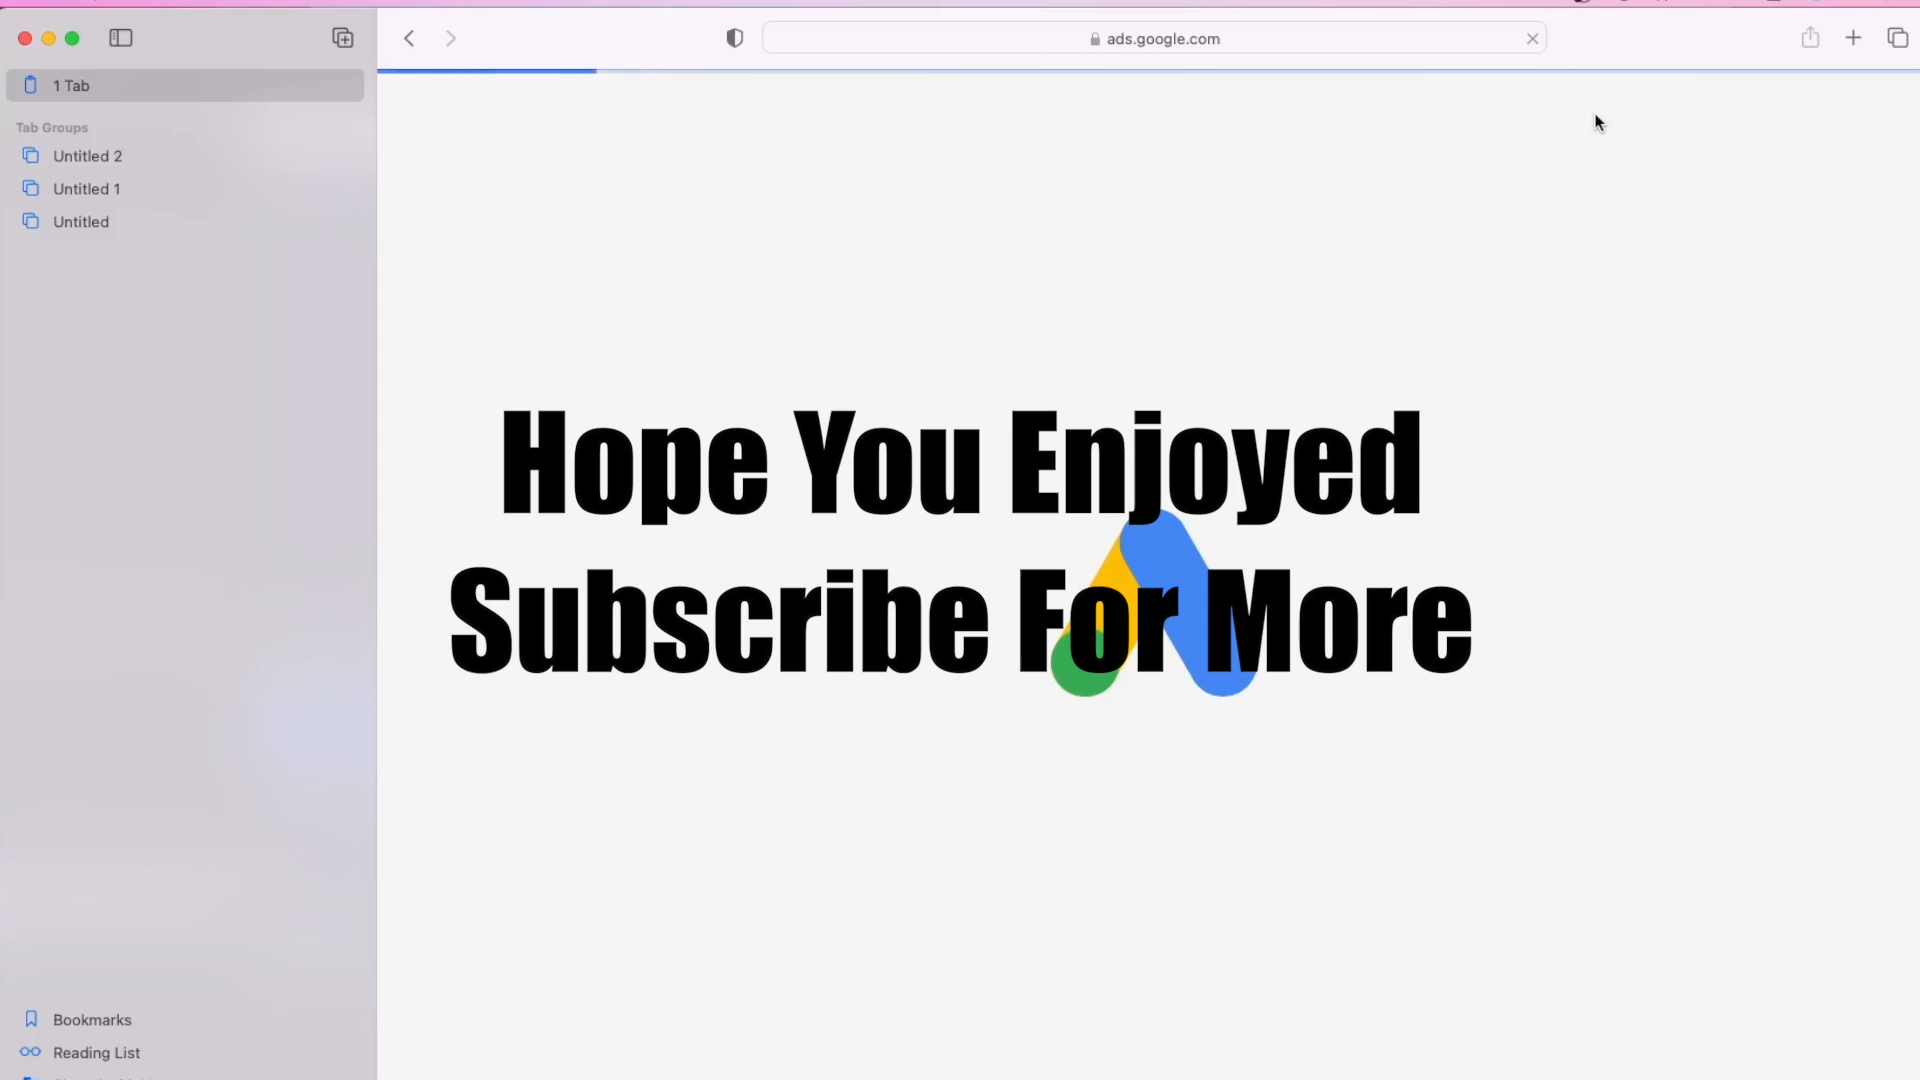 ads.google.com
1 Tab
Tab Groups
Untitled 2
Untitled 1
Untitled
Hope You Enjoyed
Subscribe For More
Bookmarks
Reading List